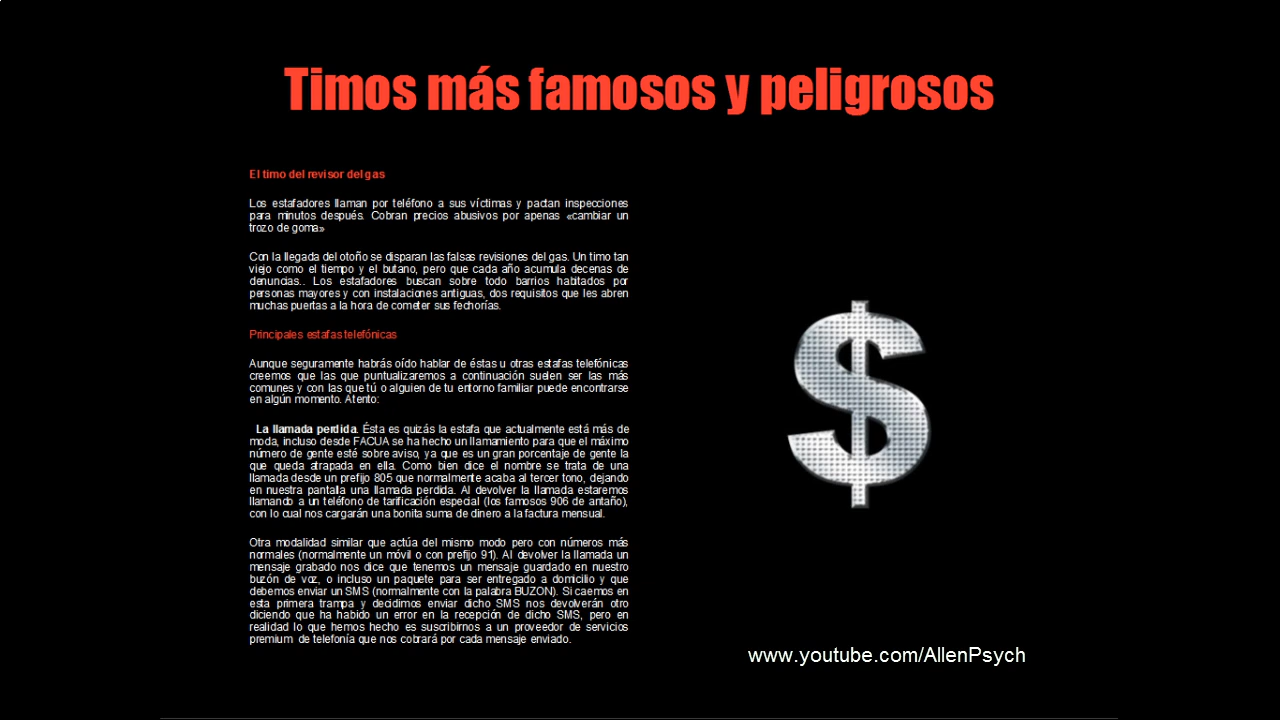 Timos más famosos y peligrosos
El timo del revisor del gas
Los estafadores llaman por teléfono a sus víctimas y pactan inspecciones
para minutos después. Cobran precios abusivos por apenas «cambiar un
trozo de goma»
Con la llegada del otoño se disparan las falsas revisiones del gas. Un timo tan
viejo como el tiempo y el butano, pero que cada año acumula decenas de
denuncias.. Los estafadores buscan sobre todo barrios habitados por
personas mayores y con instalaciones antiguas, dos requisitos que les abren
muchas puertas a la hora de cometer sus fechorías.
Principales estafas telefónicas
Aunque seguramente habrás oído hablar de éstas u otras estafas telefónicas
creemos que las que puntualizaremos a continuación suelen ser las más
comunes y con las que tú o alguien de tu entorno familiar puede encontrarse
en algún momento. Atento:
La llamada perdida. Ésta es quizás la estafa que actualmente está más de
moda, incluso desde FACUA se ha hecho un llamamiento para que el máximo
número de gente esté sobre aviso, ya que es un gran porcentaje de gente la
que queda atrapada en ella. Como bien dice el nombre se trata de una
llamada desde un prefijo 805 que normalmente acaba al tercer tono, dejando
en nuestra pantalla una llamada perdida. Al devolver la llamada estaremos
llamando a un teléfono de tarificación especial (los famosos 906 de antaño),
con lo cual nos cargarán una bonita suma de dinero a la factura mensual.
Otra modalidad similar que actúa del mismo modo pero con números más
normales (normalmente un móvil o con prefijo 91). Al devolver la llamada un
mensaje grabado nos dice que tenemos un mensaje guardado en nuestro
buzón de voz, o incluso un paquete para ser entregado a domicilio y que
debemos enviar un SMS (normalmente con la palabra BUZON). Si caemos en
esta primera trampa y decidimos enviar dicho SMS nos devolverán otro
diciendo que ha habido un error en la recepción de dicho SMS, pero en
realidad lo que hemos hecho es suscribirnos a un proveedor de servicios
premium de telefonía que nos cobrará por cada mensaje enviado.
$
www.youtube.com/AllenPsych